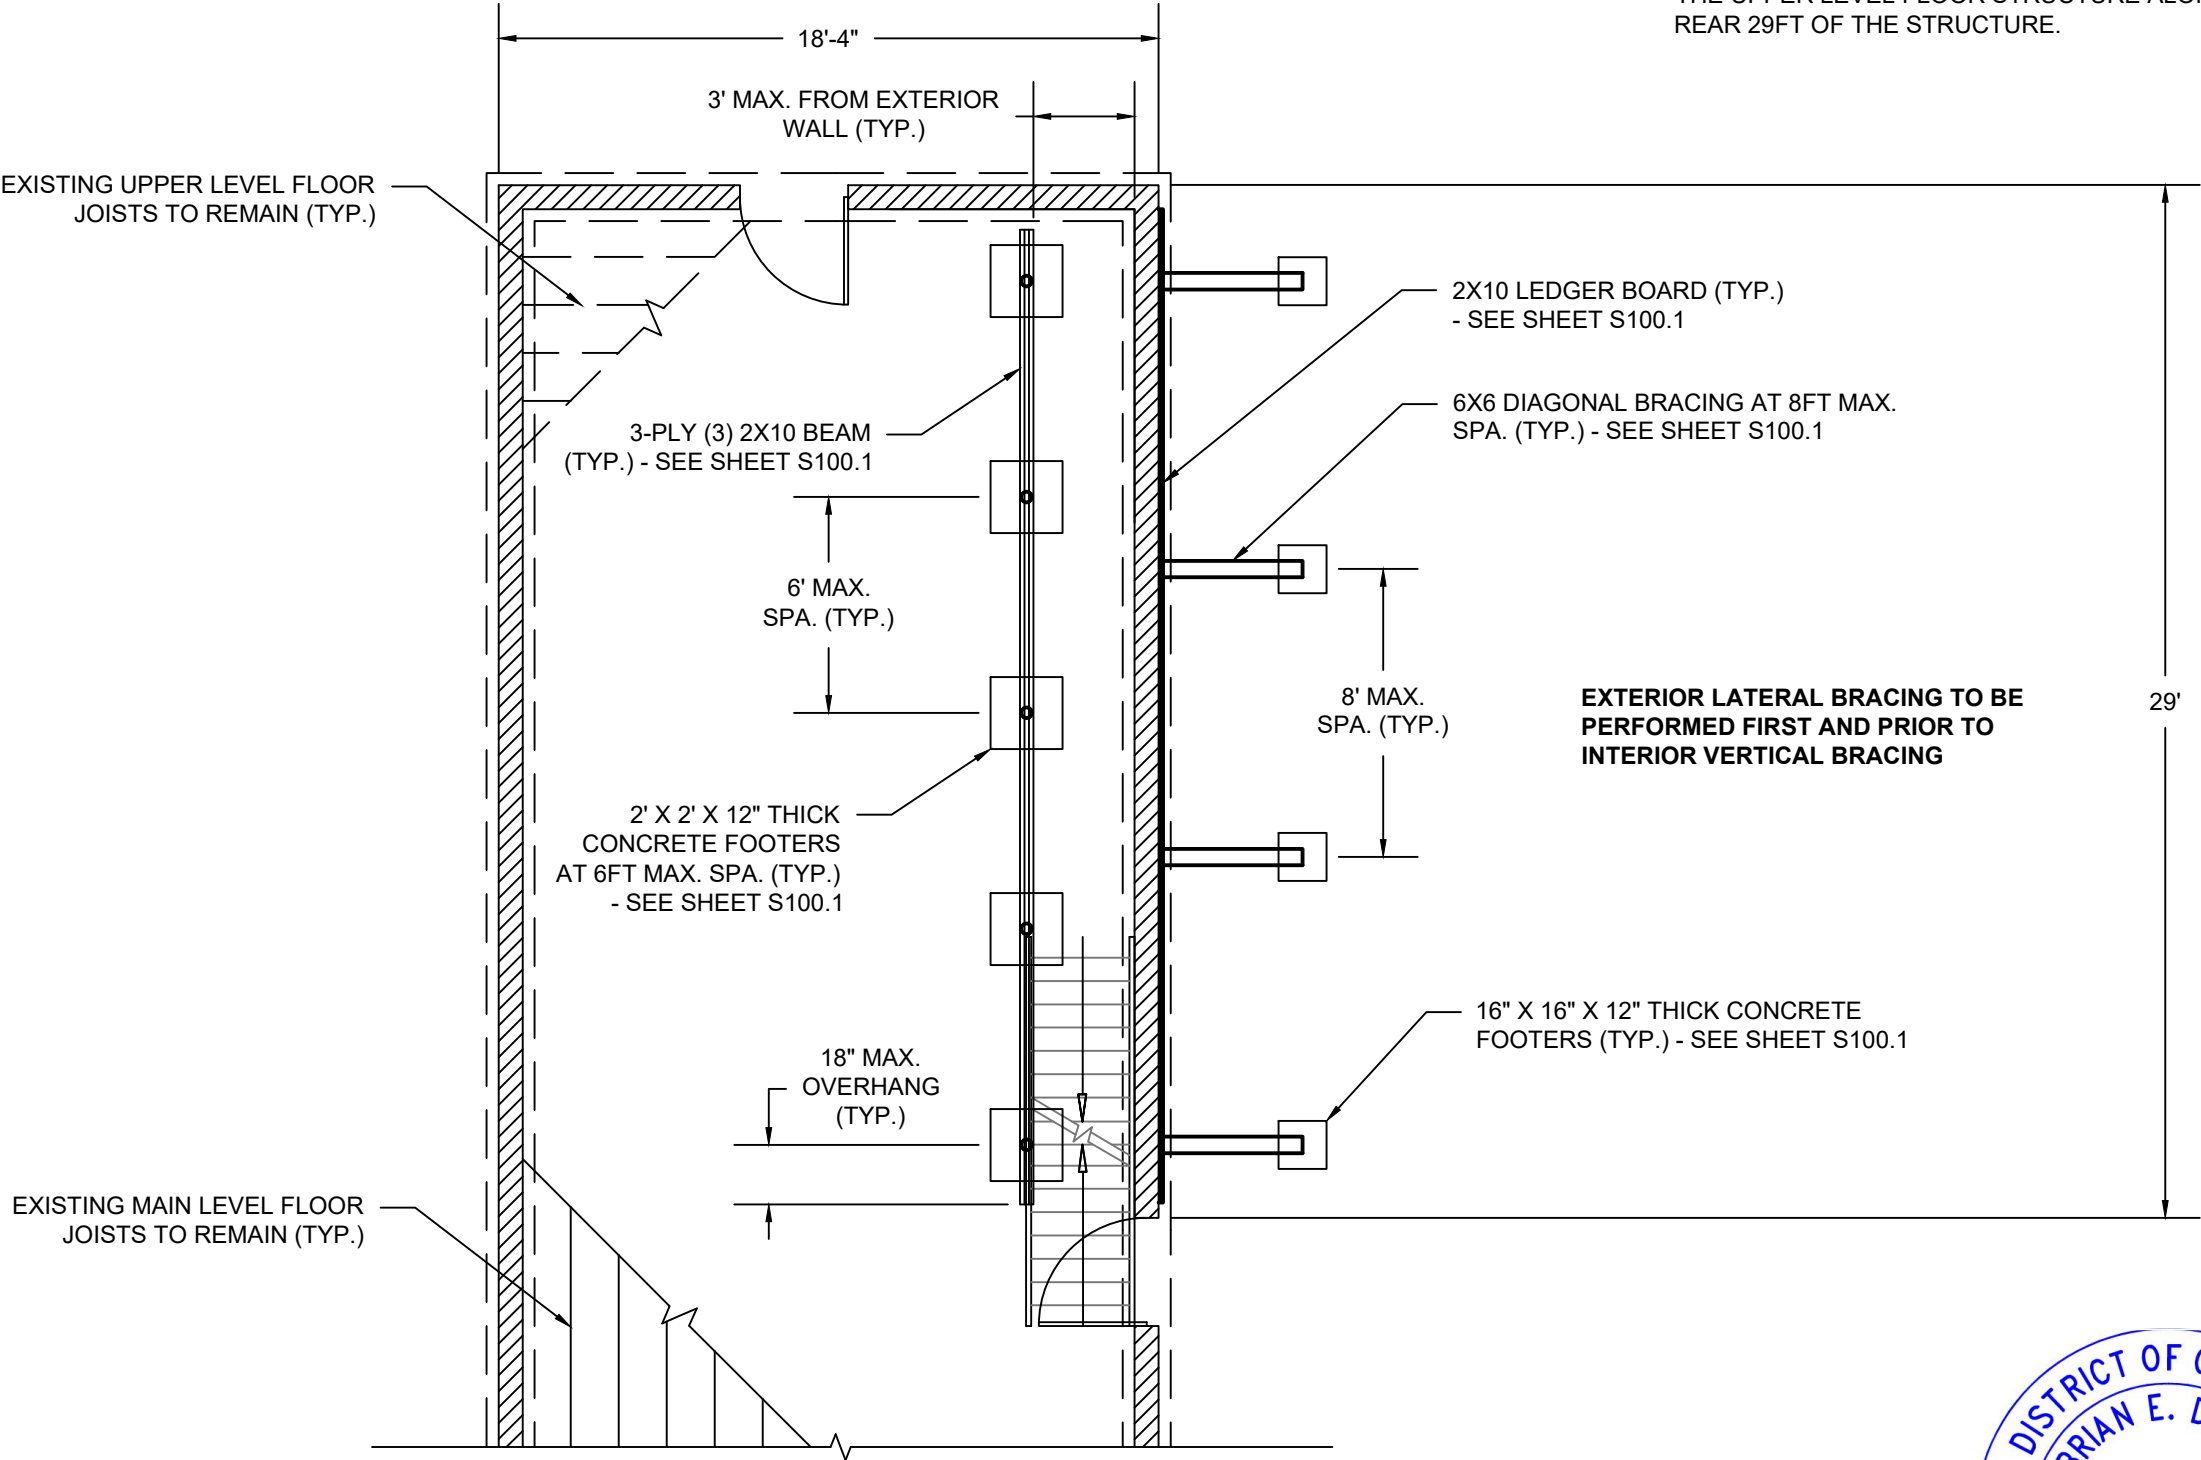 REAR 29FT OF THE STRUCTURE.
18'-4"
3' MAX. FROM EXTERIOR
WALL (TYP.)
EXISTING UPPER LEVEL FLOOR
JOISTS TO REMAIN (TYP.)
2X10 LEDGER BOARD (TYP.)
- SEE SHEET S100.1
6X6 DIAGONAL BRACING AT 8FT MAX.
SPA. (TYP.) - SEE SHEET S100.1
3-PLY (3) 2X10 BEAM
(TYP.) - SEE SHEET S100.1
6' MAX.
SPA. (TYP.)
8' MAX.
SPA. (TYP.)
EXTERIOR LATERAL BRACING TO BE
PERFORMED FIRST AND PRIOR TO
INTERIOR VERTICAL BRACING
29'
2' X 2' X 12" THICK
CONCRETE FOOTERS
AT 6FT MAX. SPA. (TYP.)
- SEE SHEET S100.1
16" X 16" X 12" THICK CONCRETE
FOOTERS (TYP.) - SEE SHEET S100.1
18" MAX.
OVERHANG
(TYP.)
EXISTING MAIN LEVEL FLOOR
JOISTS TO REMAIN (TYP.)
DISTRICT OF
BRIAN E.